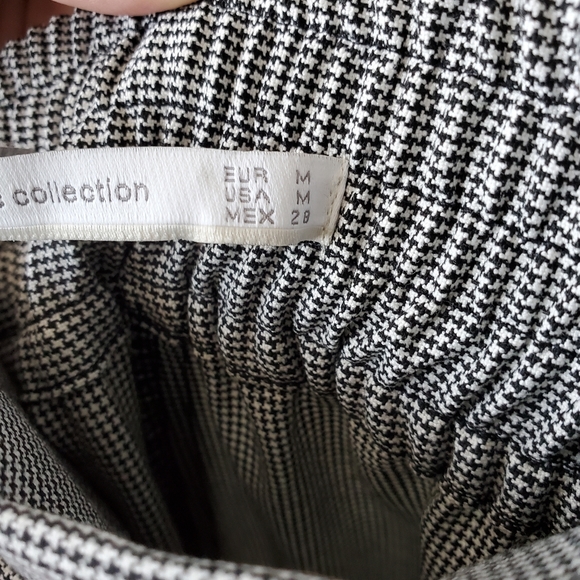 collection
EUR M
USA M
MEX 28